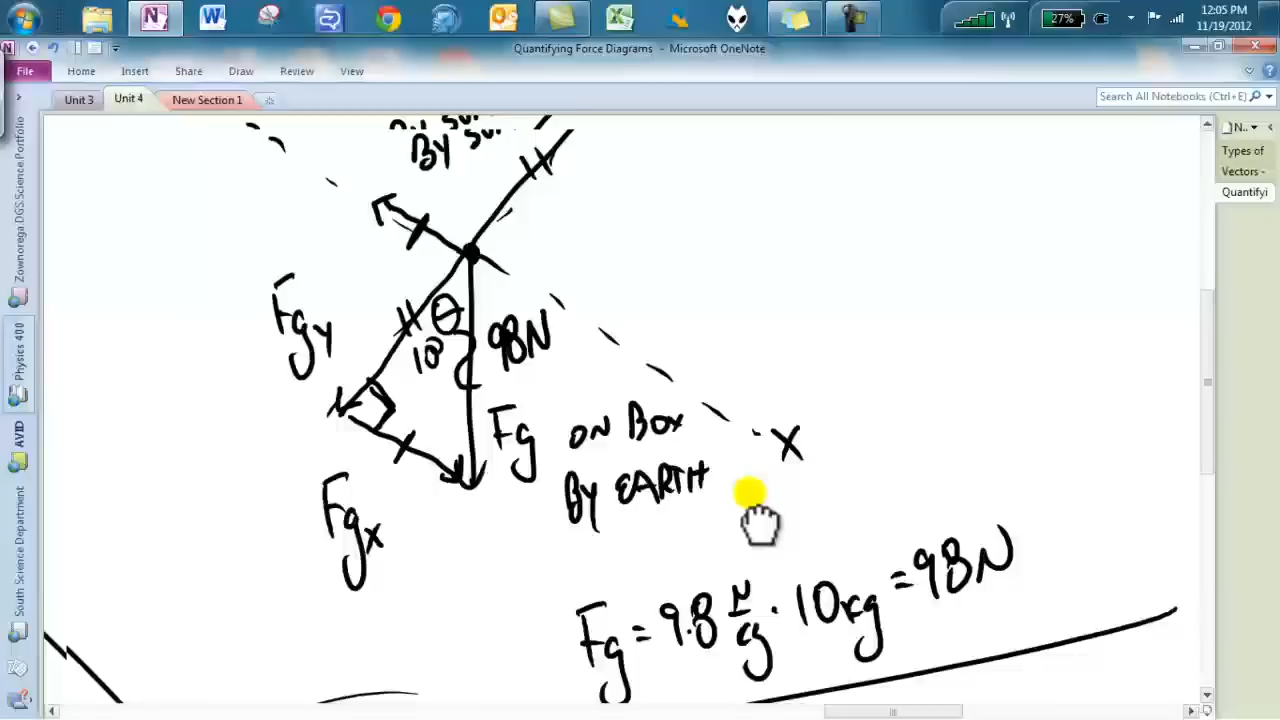 12:05 PM
27%
11/19/2012
Quantifying Force Diagrams - Microsoft OneNote
File Home Insert Share Draw Review View
Unit 3 Unit 4 New Section 1
Search All Notebooks (Ctrl+E)
N..
Types of
Vectors -
Quantifyi
Zownorega.DGS.Science.Portfolio
Physics 400
AVID
South Science Department
By sur
Fgy
θ
10°
98N
Fg ON BOX
BY EARTH
X
Fgx
Fg = 9.8 N/kg · 10kg = 98N